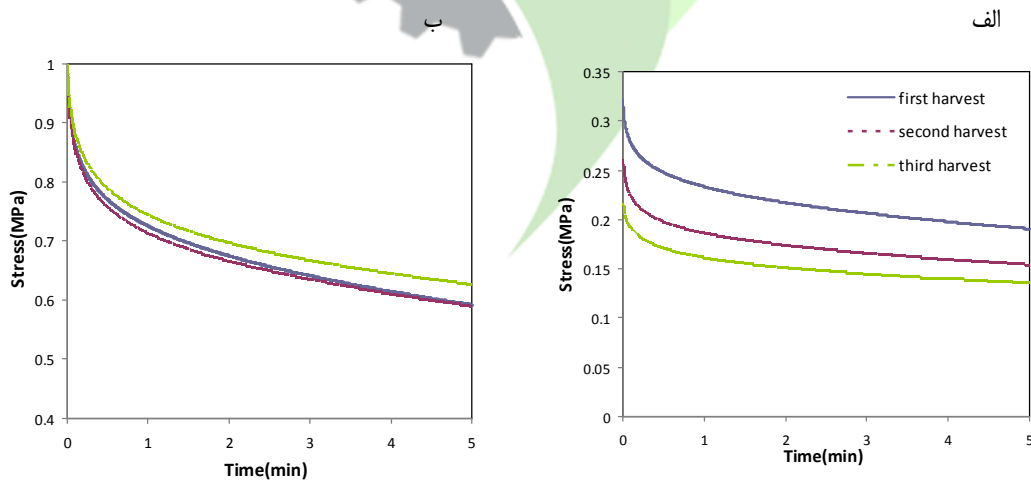 الف
ب
0.35
0.3
0.25
0.2
0.15
0.1
0.05
0
Stress(MPa)
first harvest
second harvest
third harvest
0 1 2 3 4 5
Time(min)
1
0.9
0.8
0.7
0.6
0.5
0.4
Stress(MPa)
0 1 2 3 4 5
Time(min)